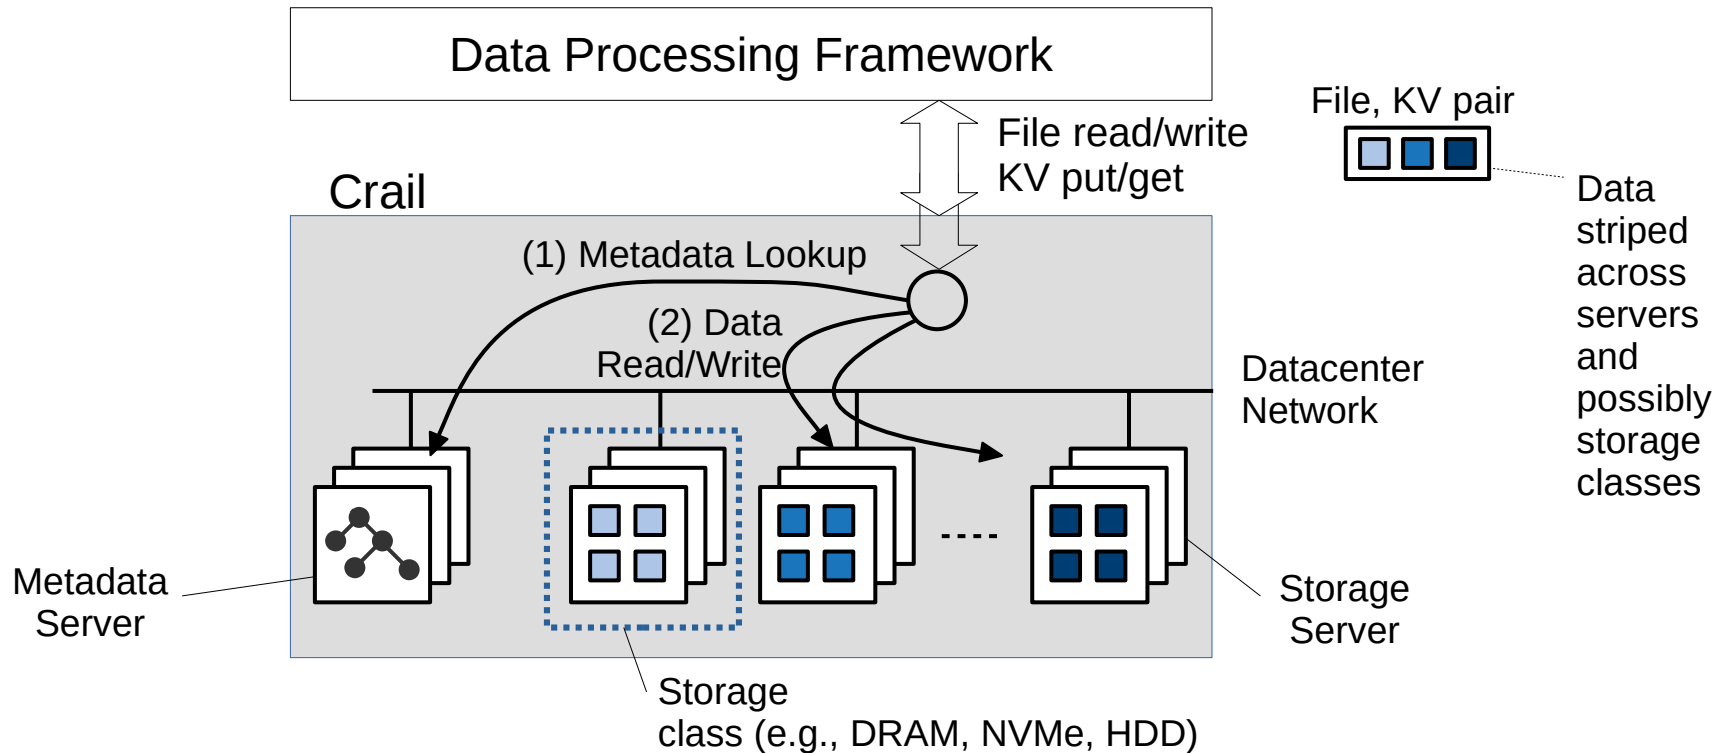 Data Processing Framework
File read/write
KV put/get
File, KV pair
Data
striped
across
servers
and
possibly
storage
classes
Crail
(1) Metadata Lookup
(2) Data
Read/Write
Datacenter
Network
Metadata
Server
Storage
Server
Storage
class (e.g., DRAM, NVMe, HDD)